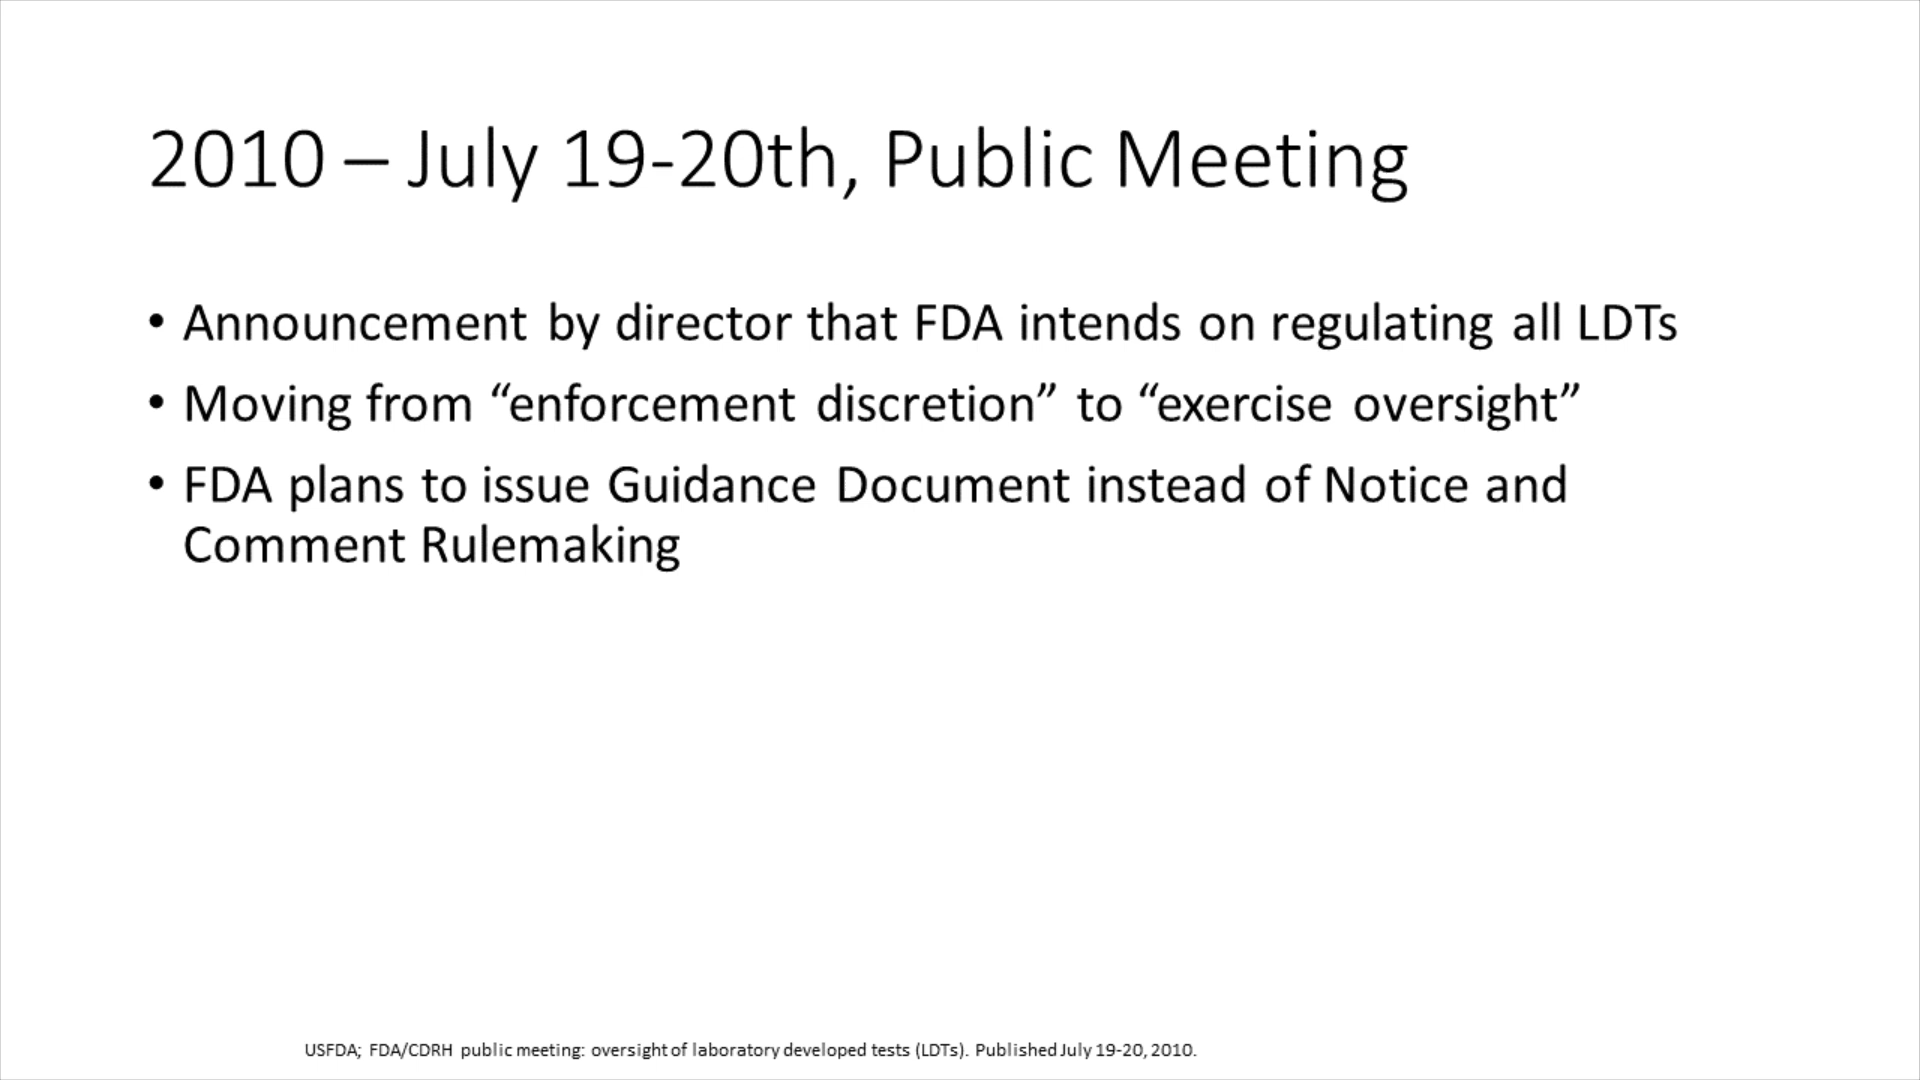 2010 – July 19-20th, Public Meeting
• Announcement by director that FDA intends on regulating all LDTs
• Moving from “enforcement discretion” to “exercise oversight”
• FDA plans to issue Guidance Document instead of Notice and
Comment Rulemaking
USFDA; FDA/CDRH public meeting: oversight of laboratory developed tests (LDTs). Published July 19-20, 2010.